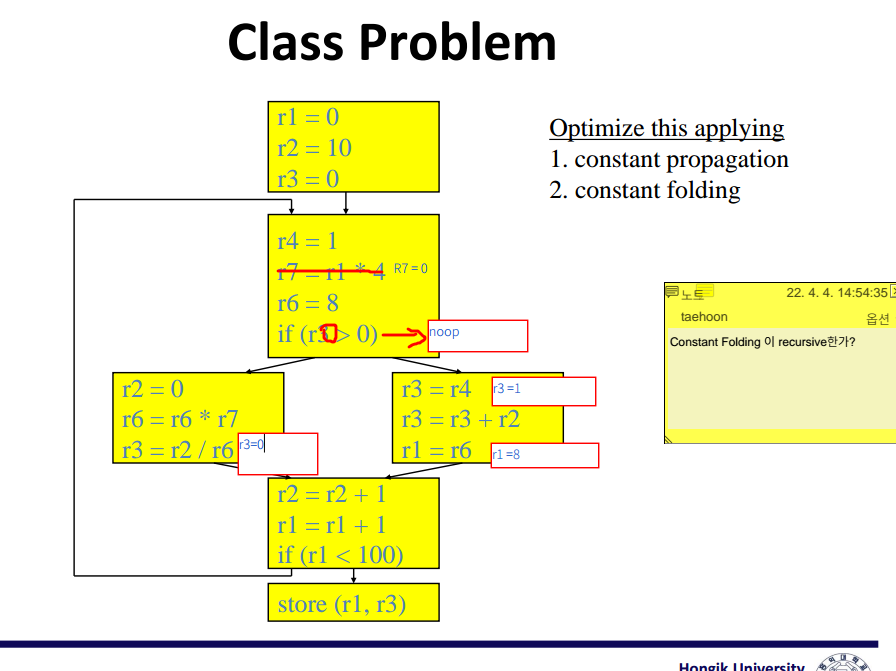 Class Problem
r1 = 0
r2 = 10
r3 = 0
Optimize this applying
1. constant propagation
2. constant folding
r4 = 1
r7 = r1 * 4 R7 = 0
r6 = 8
if (r3 > 0) noop
노트 22. 4. 4. 14:54:35
taehoon 옵션
Constant Folding 이 recursive한가?
r2 = 0
r6 = r6 * r7
r3 = r2 / r6 r3=0
r3 = r4 r3 =1
r3 = r3 + r2
r1 = r6 r1 =8
r2 = r2 + 1
r1 = r1 + 1
if (r1 < 100)
store (r1, r3)
Hongik University